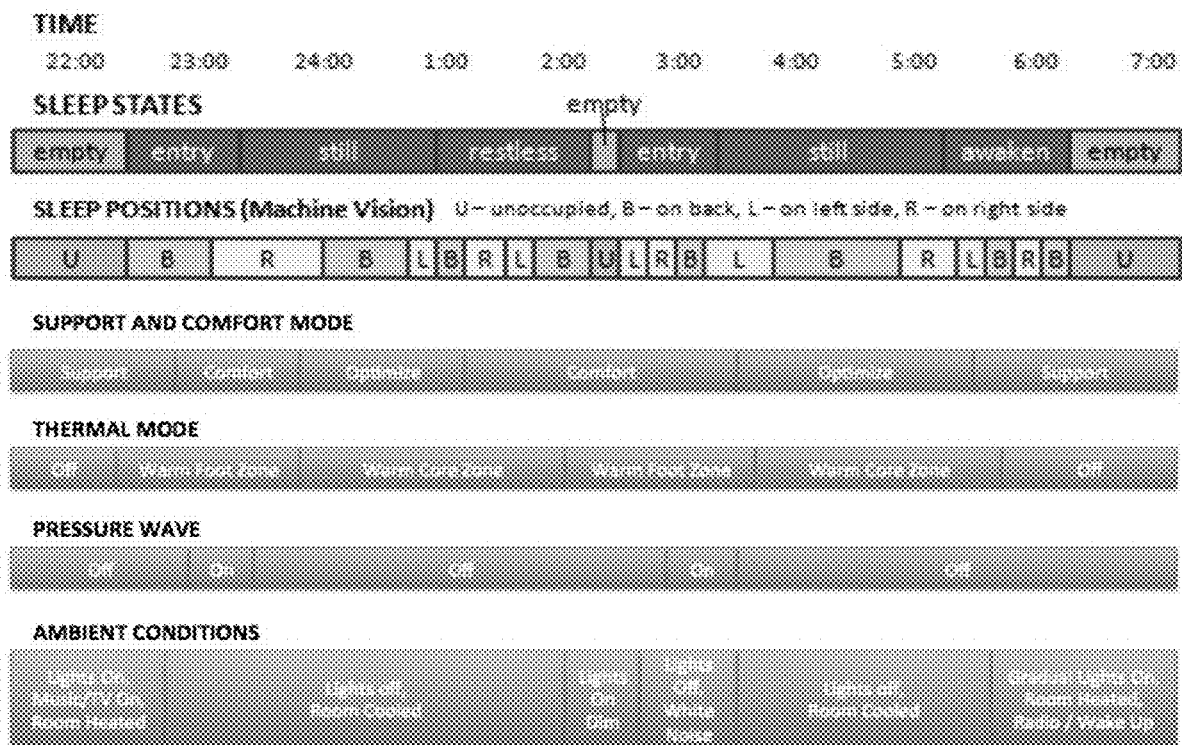 TIME
22:00 23:00 24:00 1:00 2:00 3:00 4:00 5:00 6:00 7:00
SLEEP STATES empty
empty entry still restless entry still awaken empty
SLEEP POSITIONS (Machine Vision) U – unoccupied, B – on back, L – on left side, R – on right side
U B R B L B R L B U L R B L B R L B R B U
SUPPORT AND COMFORT MODE
Support Comfort Optimize Comfort Optimize Support
THERMAL MODE
Off Warm Foot Zone Warm Core Zone Warm Foot Zone Warm Core Zone Off
PRESSURE WAVE
Off On Off On Off
AMBIENT CONDITIONS
Lights On, Music/TV On, Room Heated
Lights off, Room Cooled
Lights On Dim
Lights Off, White Noise
Lights off, Room Cooled
Gradual Lights On, Room Heated, Radio / Wake Up